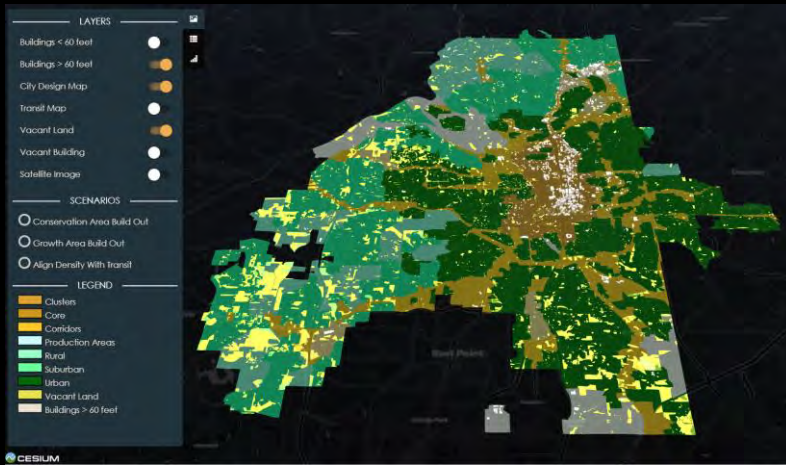 LAYERS
Buildings < 60 feet
Buildings > 60 feet
City Design Map
Transit Map
Vacant Land
Vacant Building
Satellite Image
SCENARIOS
Conservation Area Build Out
Growth Area Build Out
Align Density With Transit
LEGEND
Clusters
Core
Corridors
Production Areas
Rural
Suburban
Urban
Vacant Land
Buildings > 60 feet
East Point
CESIUM